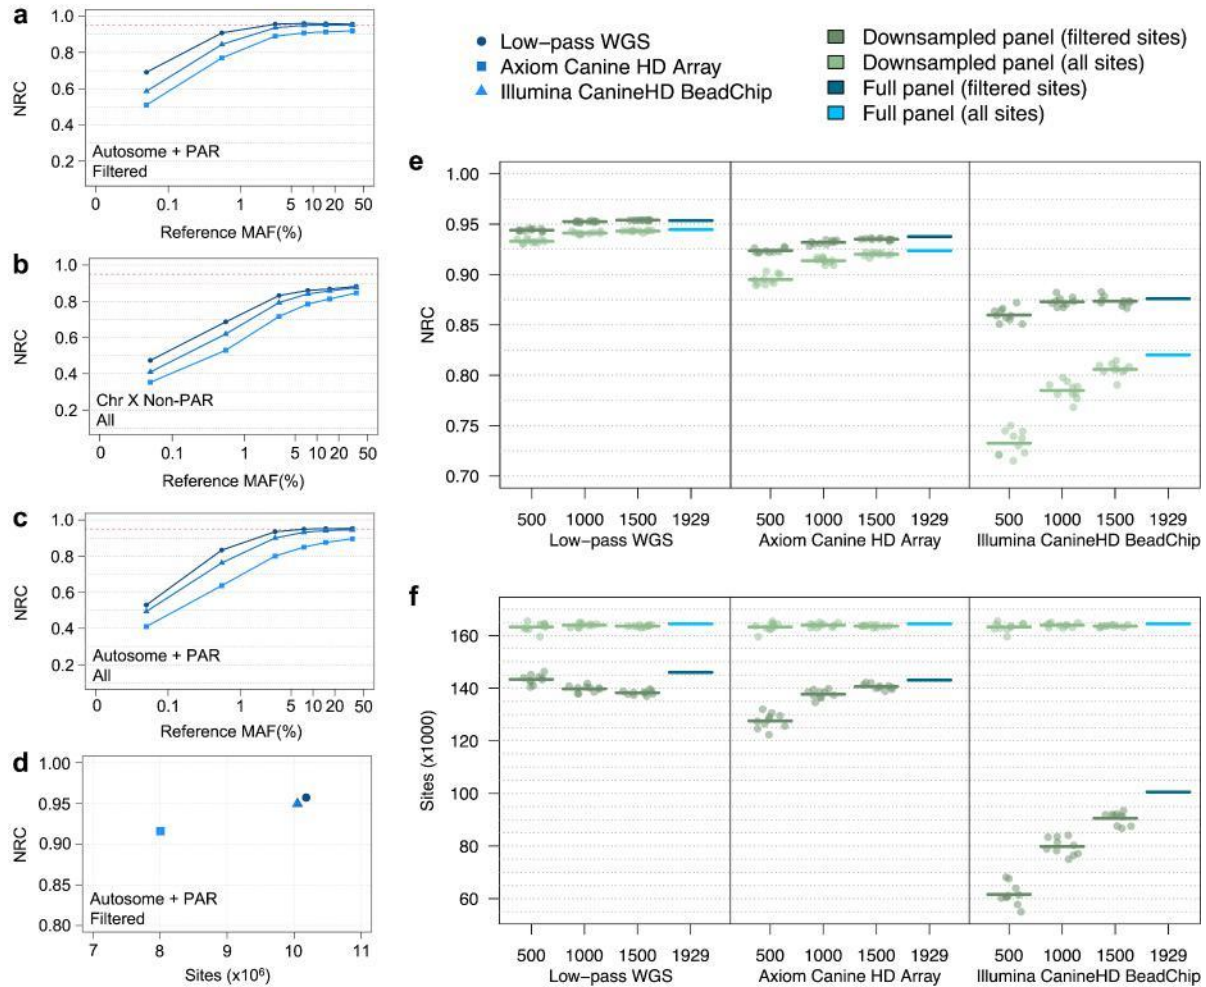 a
1.0
0.8
0.6
0.4
0.2
NRC
Autosome + PAR
Filtered
0 0.1 1 5 10 20 50
Reference MAF(%)
b
1.0
0.8
0.6
0.4
0.2
NRC
Chr X Non-PAR
All
0 0.1 1 5 10 20 50
Reference MAF(%)
c
1.0
0.8
0.6
0.4
0.2
NRC
Autosome + PAR
All
0 0.1 1 5 10 20 50
Reference MAF(%)
d
1.00
0.95
0.90
0.85
0.80
NRC
Autosome + PAR
Filtered
7 8 9 10 11
Sites (x10⁶)
Low–pass WGS
Axiom Canine HD Array
Illumina CanineHD BeadChip
Downsampled panel (filtered sites)
Downsampled panel (all sites)
Full panel (filtered sites)
Full panel (all sites)
e
1.00
0.95
0.90
0.85
0.80
0.75
0.70
NRC
500 1000 1500 1929 500 1000 1500 1929 500 1000 1500 1929
Low–pass WGS Axiom Canine HD Array Illumina CanineHD BeadChip
f
160
140
120
100
80
60
Sites (x1000)
500 1000 1500 1929 500 1000 1500 1929 500 1000 1500 1929
Low–pass WGS Axiom Canine HD Array Illumina CanineHD BeadChip